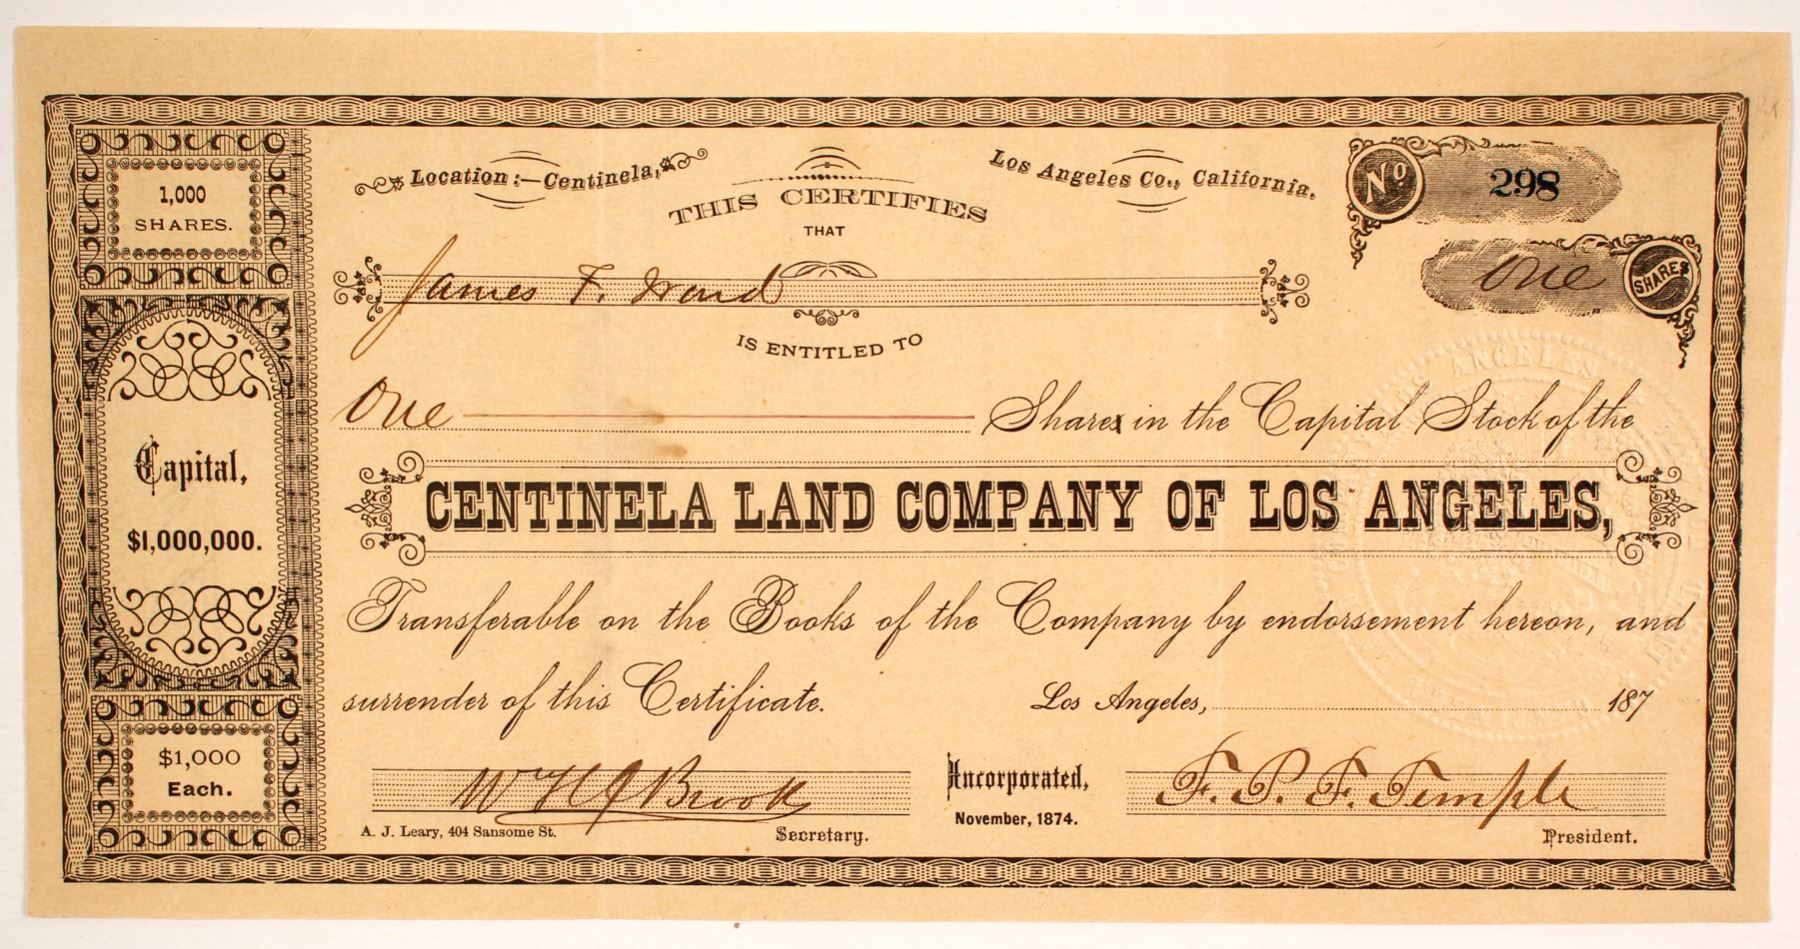 1,000
SHARES.
Capital,
$1,000,000.
$1,000
Each.
Location:—Centinela,
Los Angeles Co., California.
No
298
One
SHARES
THIS CERTIFIES
THAT
James F. Ward
IS ENTITLED TO
One Shares in the Capital Stock of the
CENTINELA LAND COMPANY OF LOS ANGELES,
Transferable on the Books of the Company by endorsement hereon, and
surrender of this Certificate.
Los Angeles, 187
Wm H J Brooks
Secretary.
A. J. Leary, 404 Sansome St.
Incorporated,
November, 1874.
F. P. F. Temple
President.